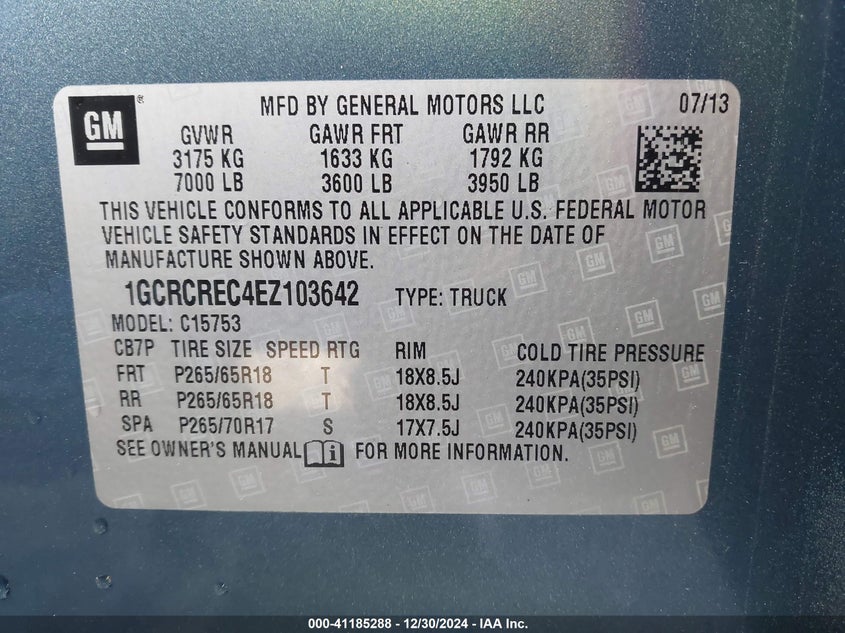 GM® MFD BY GENERAL MOTORS LLC 07/13
GVWR GAWR FRT GAWR RR
3175 KG 1633 KG 1792 KG
7000 LB 3600 LB 3950 LB
THIS VEHICLE CONFORMS TO ALL APPLICABLE U.S. FEDERAL MOTOR
VEHICLE SAFETY STANDARDS IN EFFECT ON THE DATE OF
MANUFACTURE SHOWN ABOVE.
1GCRCREC4EZ103642 TYPE: TRUCK
MODEL: C15753
CB7P TIRE SIZE SPEED RTG RIM COLD TIRE PRESSURE
FRT P265/65R18 T 18X8.5J 240KPA(35PSI)
RR P265/65R18 T 18X8.5J 240KPA(35PSI)
SPA P265/70R17 S 17X7.5J 240KPA(35PSI)
SEE OWNER'S MANUAL FOR MORE INFORMATION.
000-41185288 - 12/30/2024 - IAA Inc.